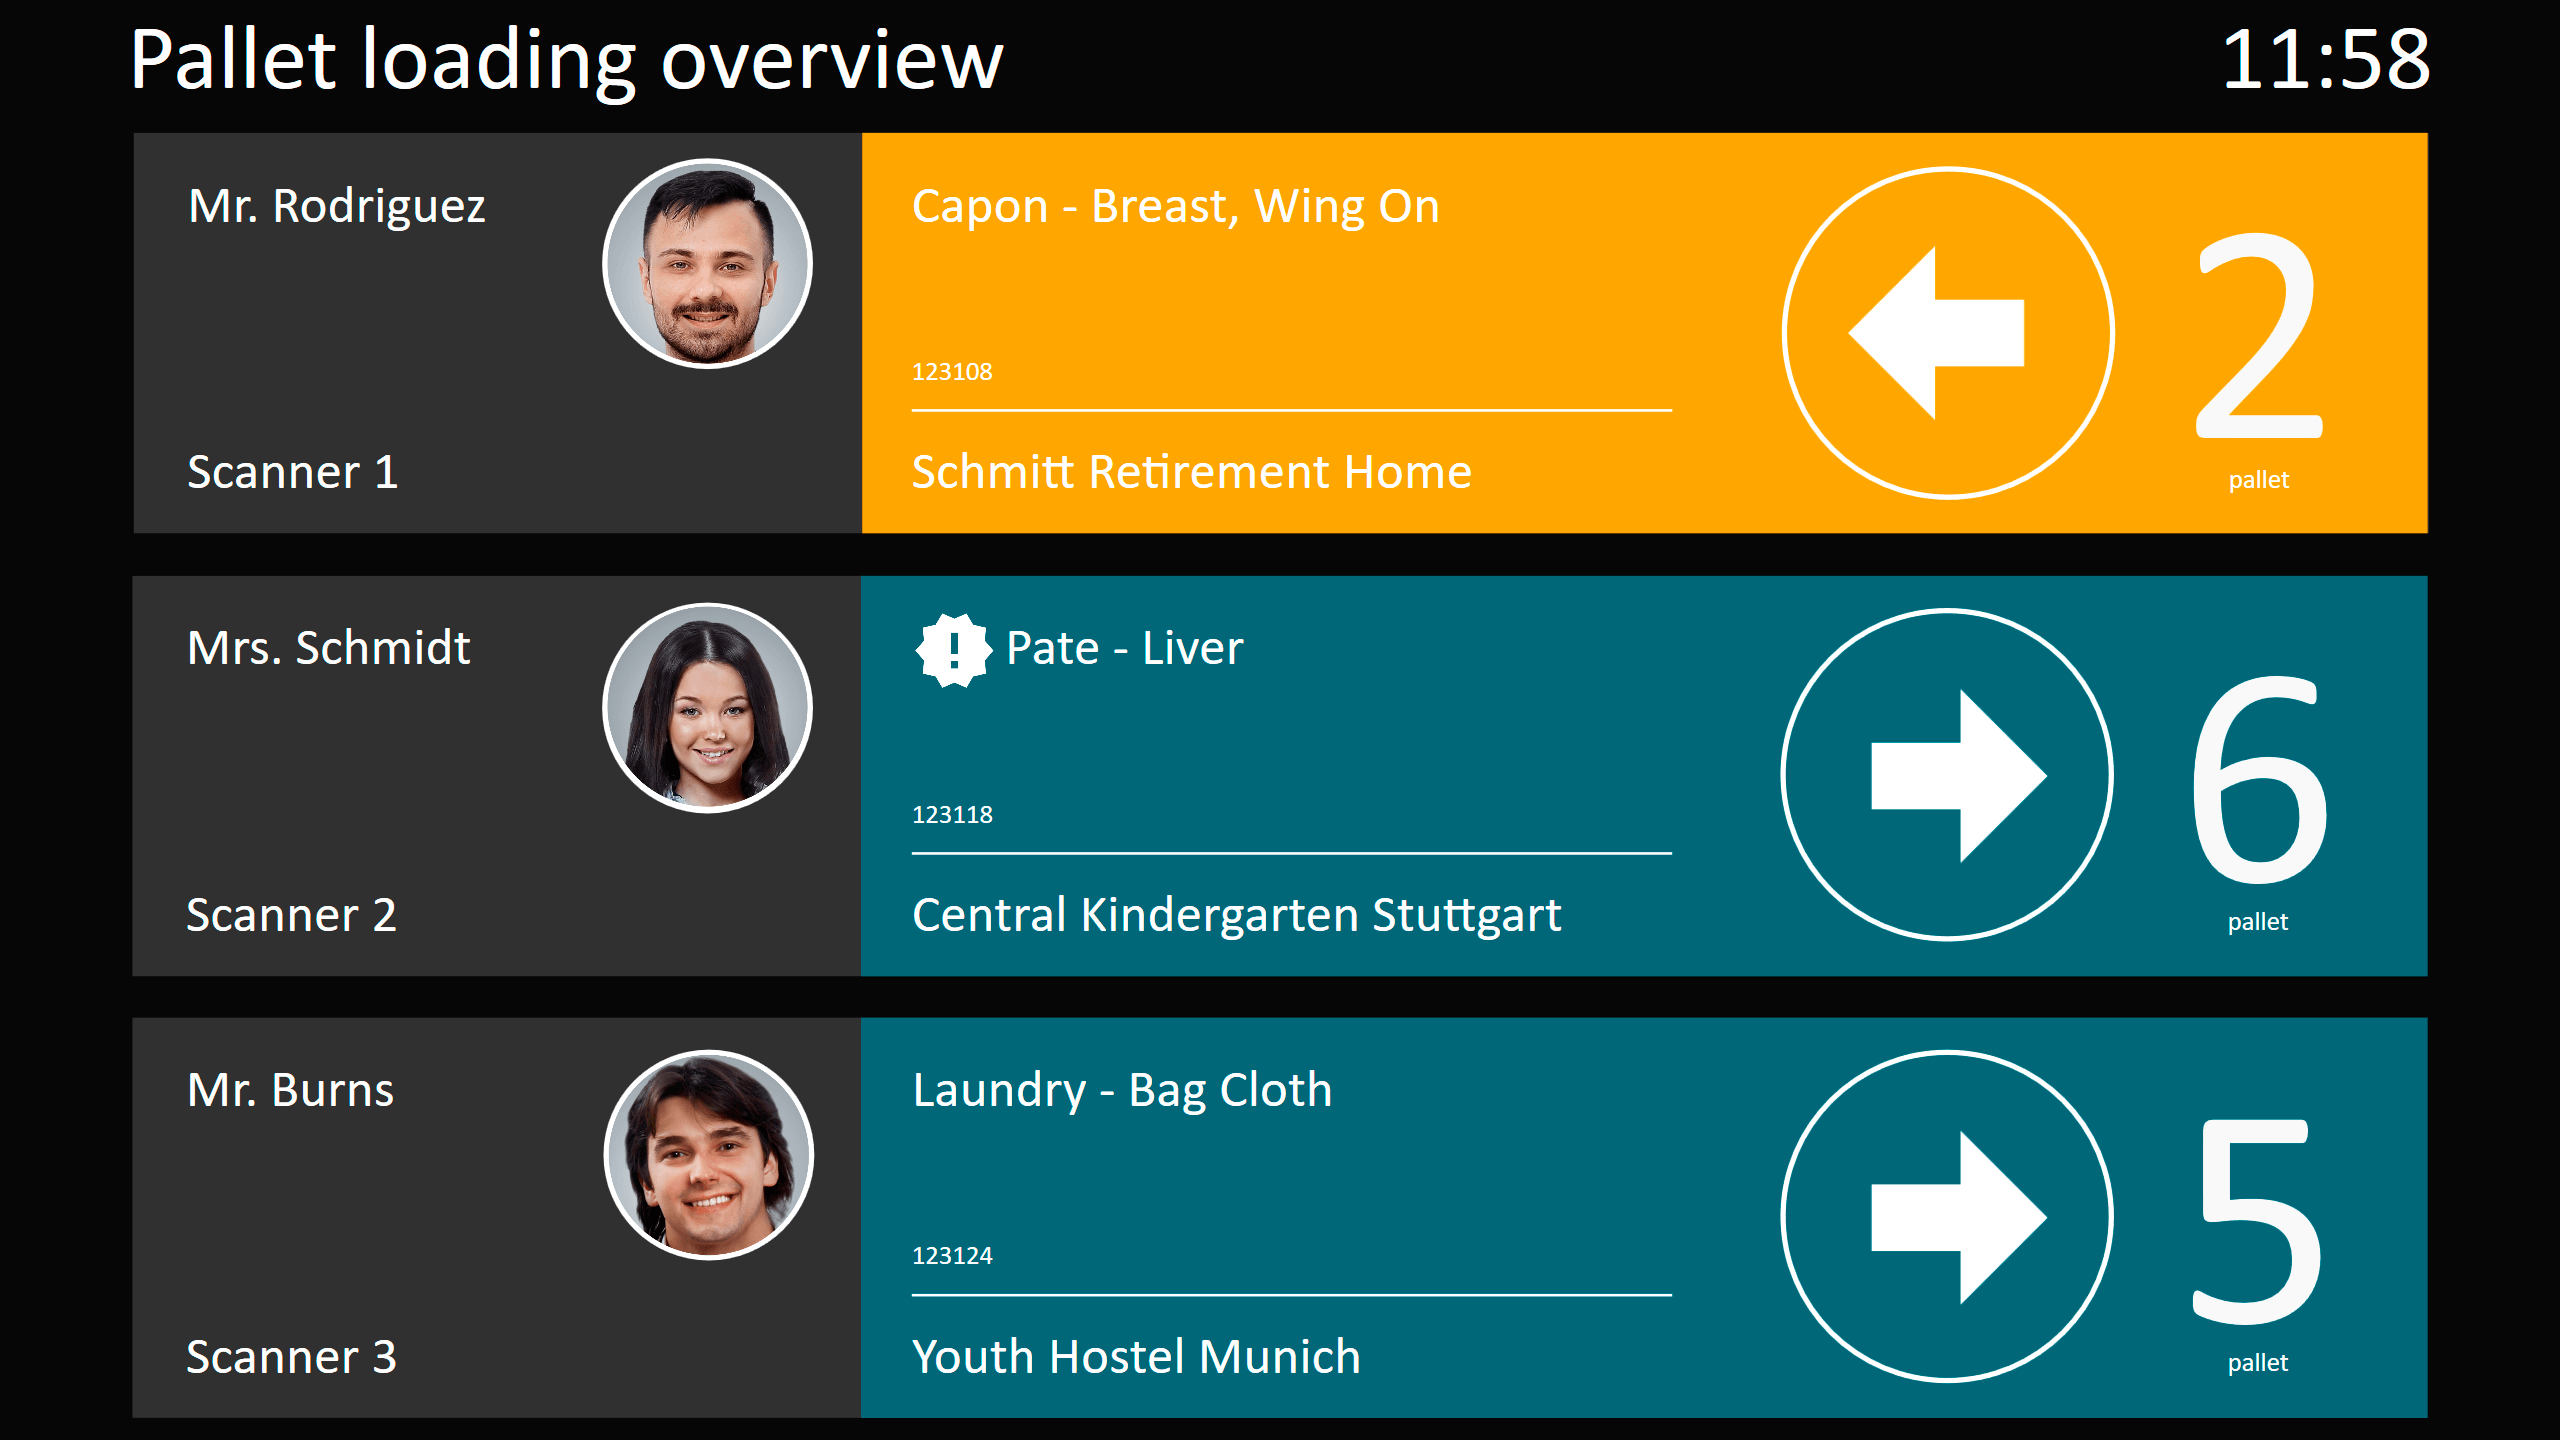 Pallet loading overview
11:58
Mr. Rodriguez
Scanner 1
Capon - Breast, Wing On
123108
Schmitt Retirement Home
2
pallet
Mrs. Schmidt
Scanner 2
! Pate - Liver
123118
Central Kindergarten Stuttgart
6
pallet
Mr. Burns
Scanner 3
Laundry - Bag Cloth
123124
Youth Hostel Munich
5
pallet